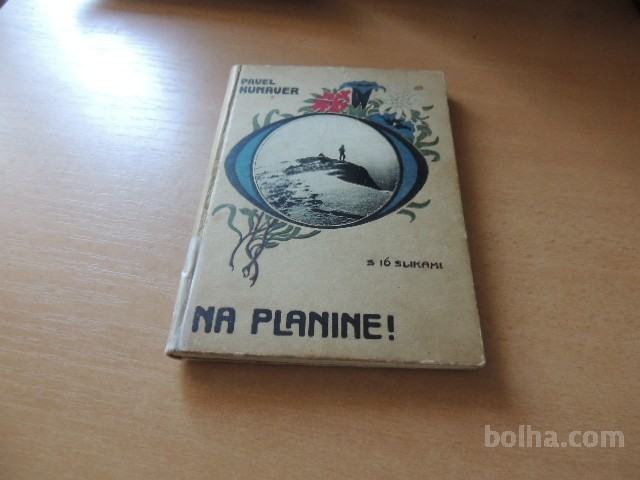 PAVEL
KUNAVER
S 16 SLIKAMI
NA PLANINE!
bolha.com